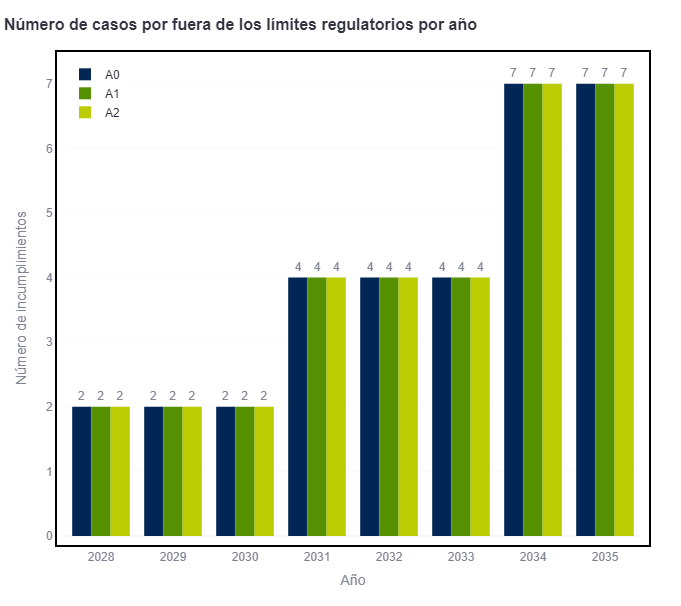 Número de casos por fuera de los límites regulatorios por año
A0
A1
A2
7
6
5
4
3
2
1
0
Número de incumplimientos
2 2 2
2 2 2
2 2 2
4 4 4
4 4 4
4 4 4
7 7 7
7 7 7
2028 2029 2030 2031 2032 2033 2034 2035
Año